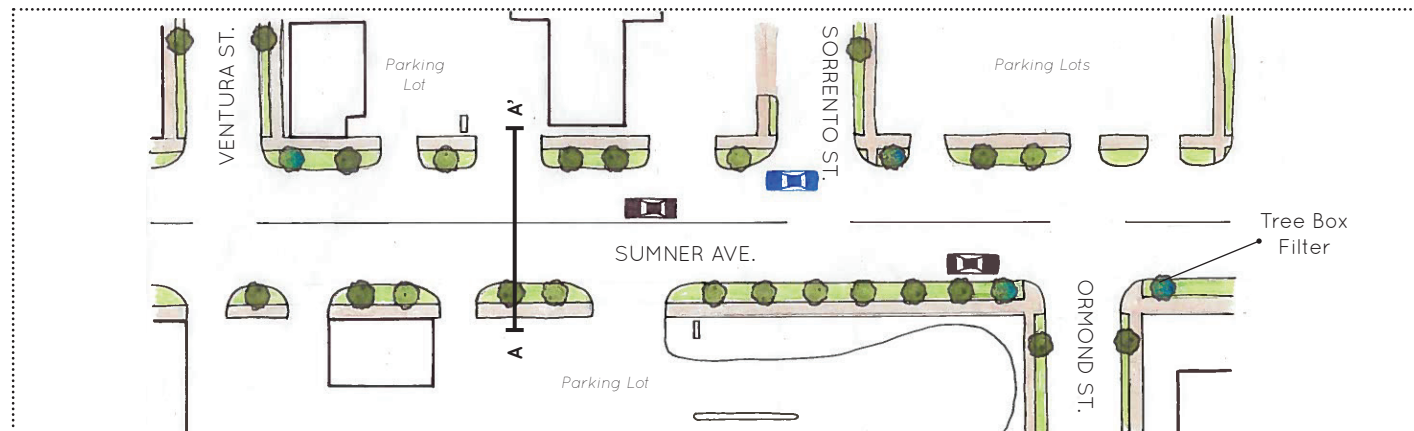 VENTURA ST.
Parking
Lot
A'
SORRENTO ST.
Parking Lots
SUMNER AVE.
Tree Box
Filter
ORMOND ST.
A
Parking Lot